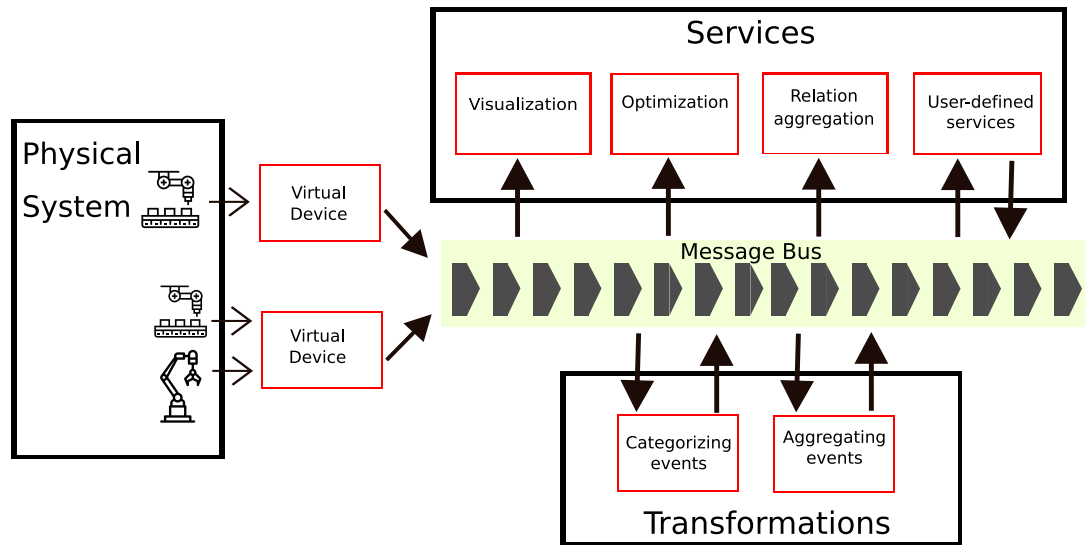 Services
Visualization
Optimization
Relation
aggregation
User-defined
services
Physical
System
Virtual
Device
Virtual
Device
Message Bus
Categorizing
events
Aggregating
events
Transformations